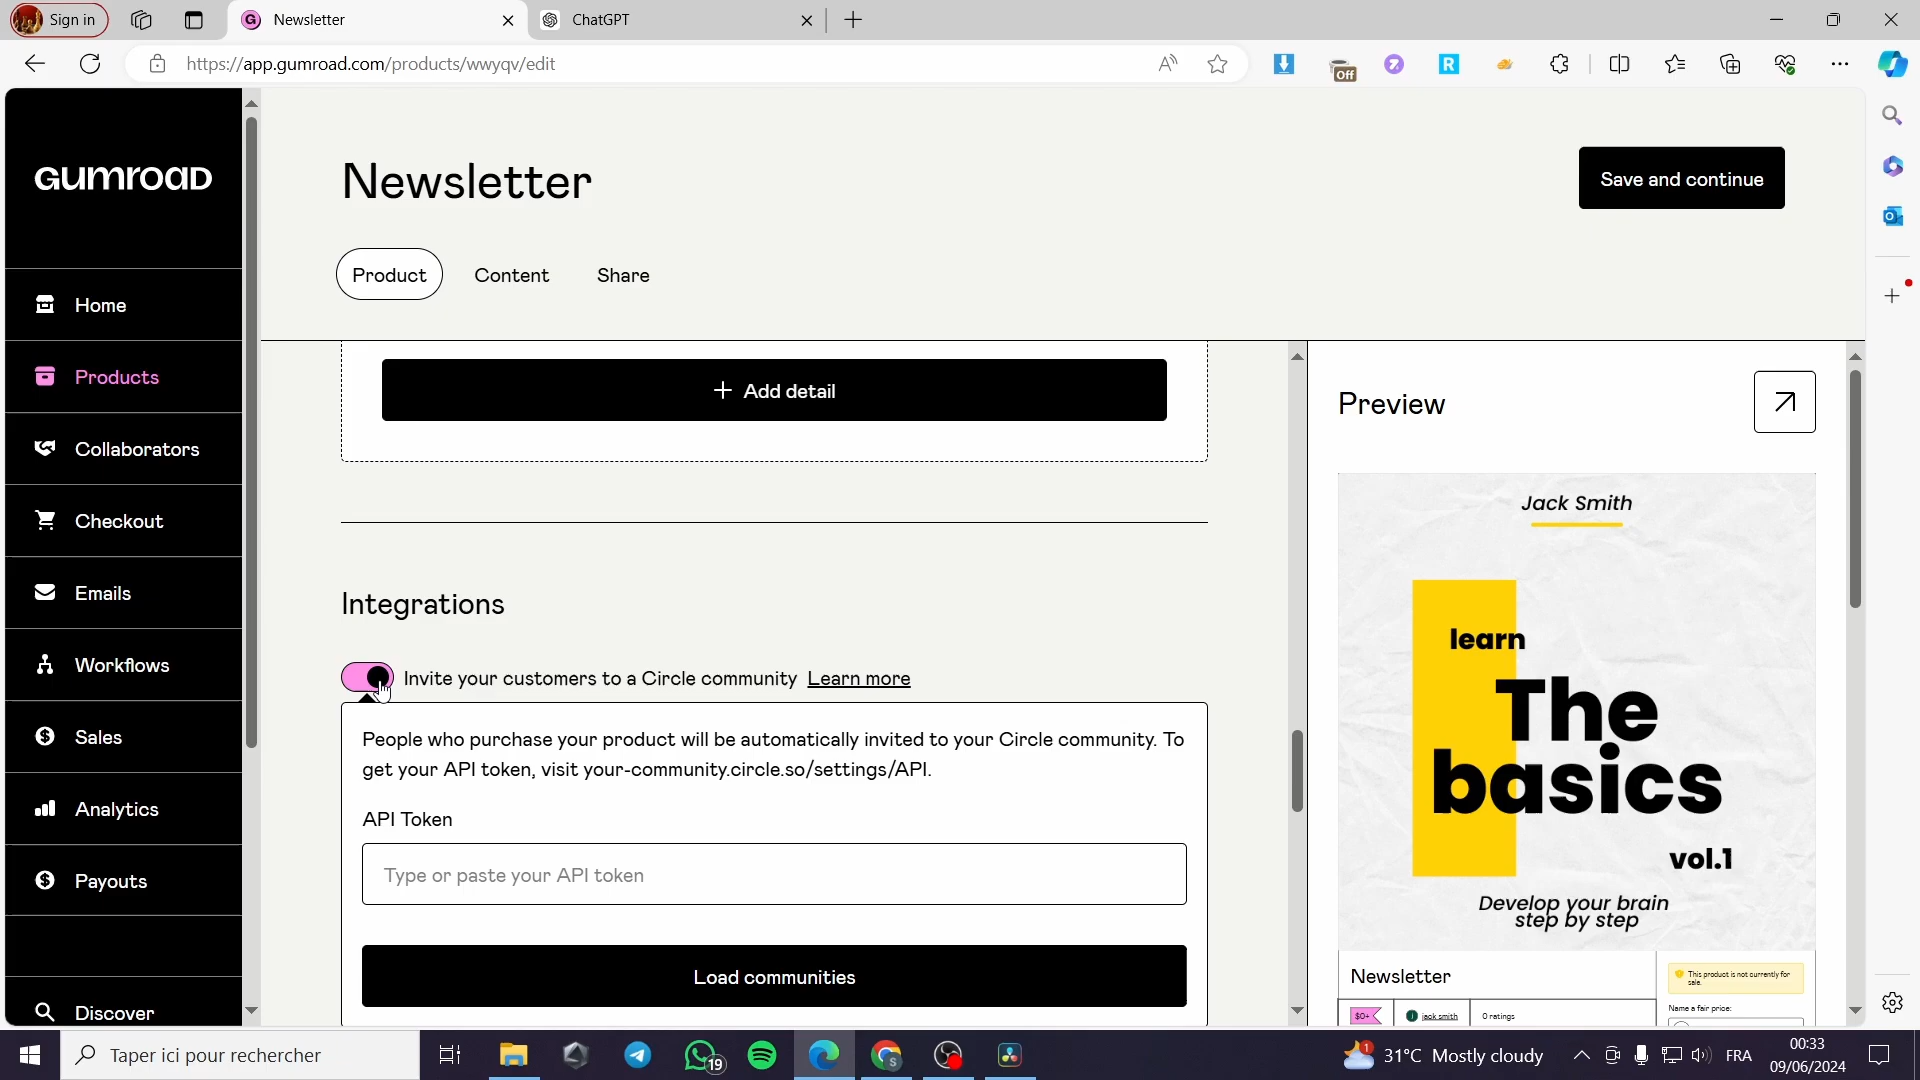 Sign in
Newsletter
ChatGPT
https://app.gumroad.com/products/wwyqv/edit
Off
GUMROAD
Home
Products
Collaborators
Checkout
Emails
Workflows
Sales
Analytics
Payouts
Discover
Newsletter
Save and continue
Product
Content
Share
Add detail
Integrations
Invite your customers to a Circle community Learn more
People who purchase your product will be automatically invited to your Circle community. To
get your API token, visit your-community.circle.so/settings/API.
API Token
Type or paste your API token
Load communities
Preview
Jack Smith
learn
The
basics
vol.1
Develop your brain
step by step
Newsletter
This product is not currently for
sale.
$0+
jack smith
0 ratings
Name a fair price:
Taper ici pour rechercher
19
1
31°C Mostly cloudy
FRA
00:33
09/06/2024